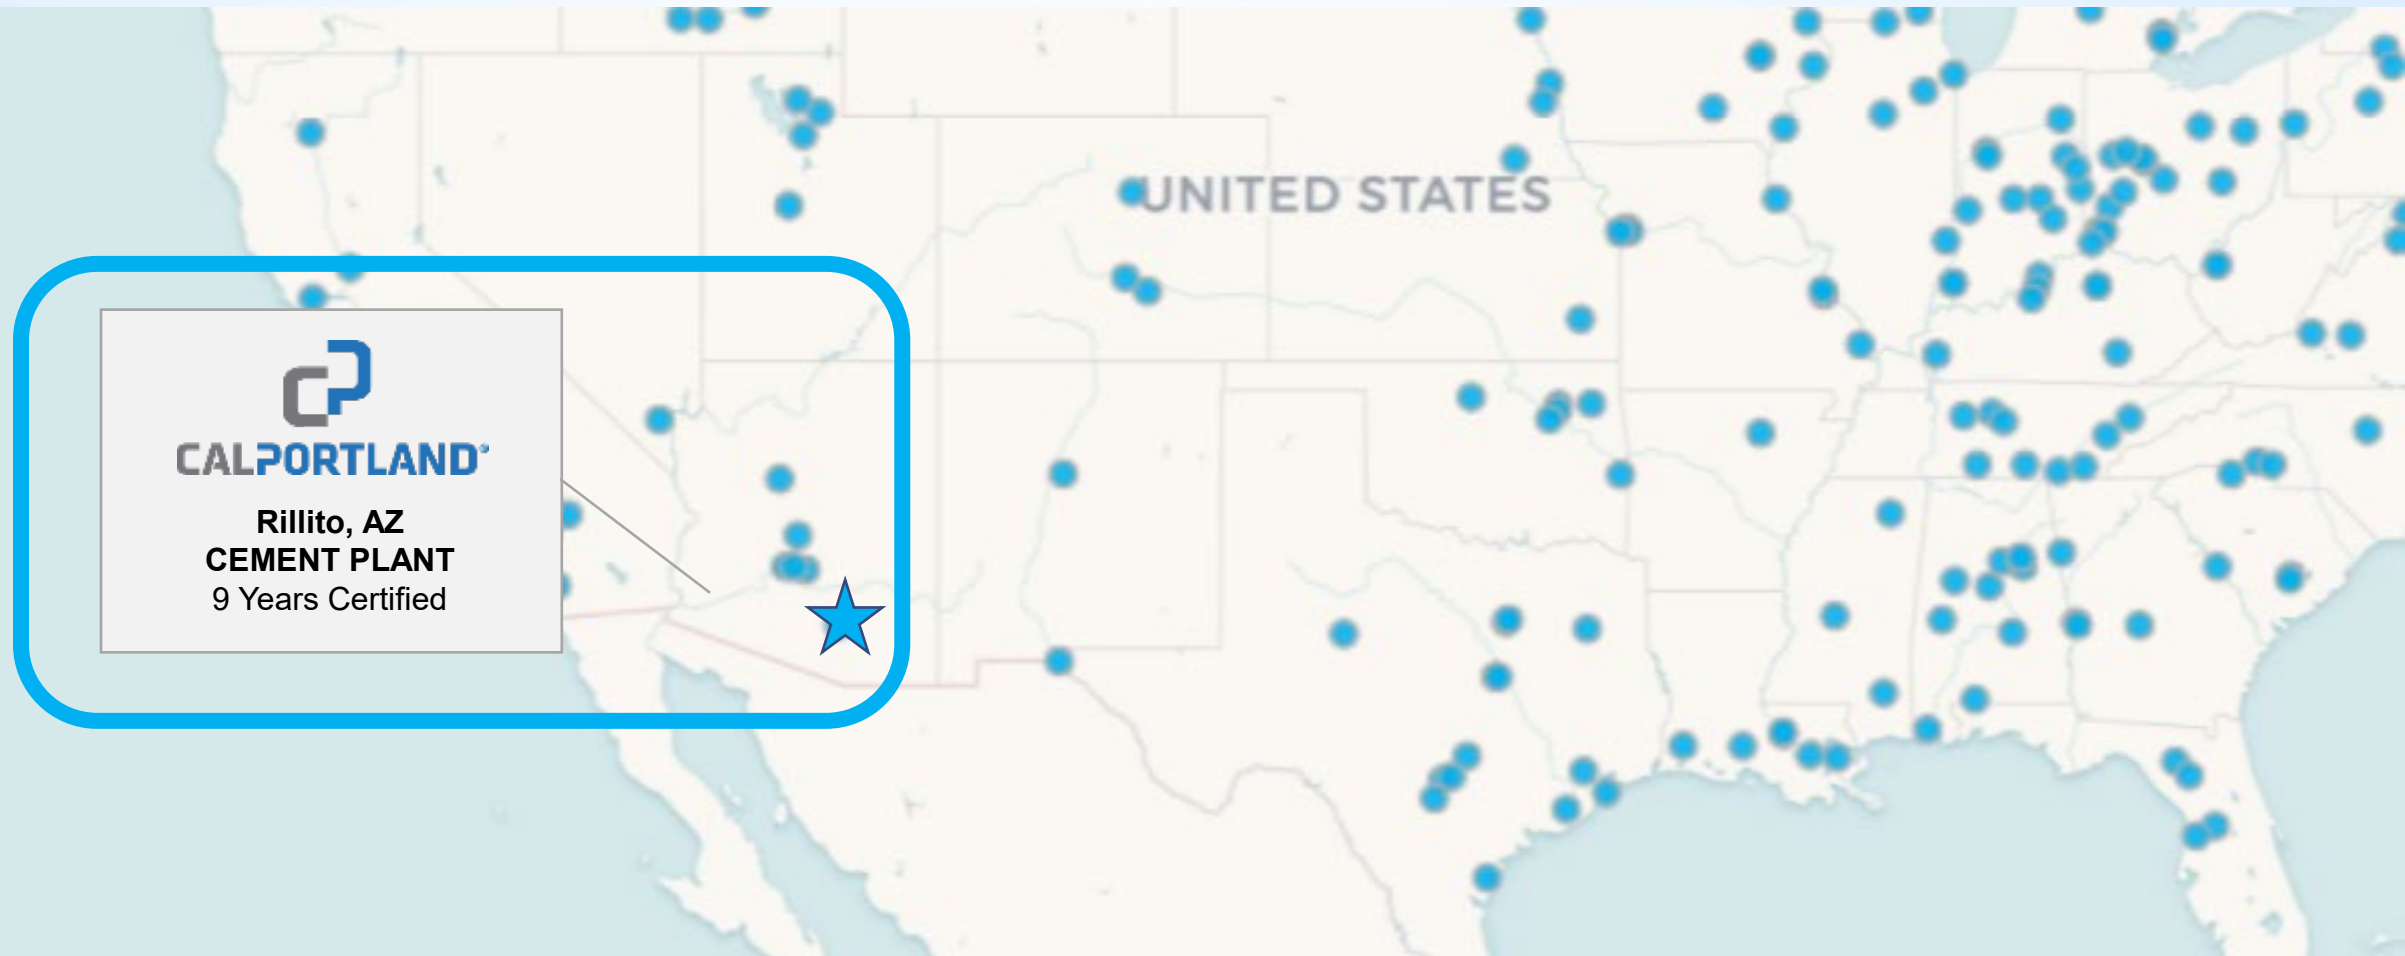 UNITED STATES
CALPORTLAND®
Rillito, AZ
CEMENT PLANT
9 Years Certified